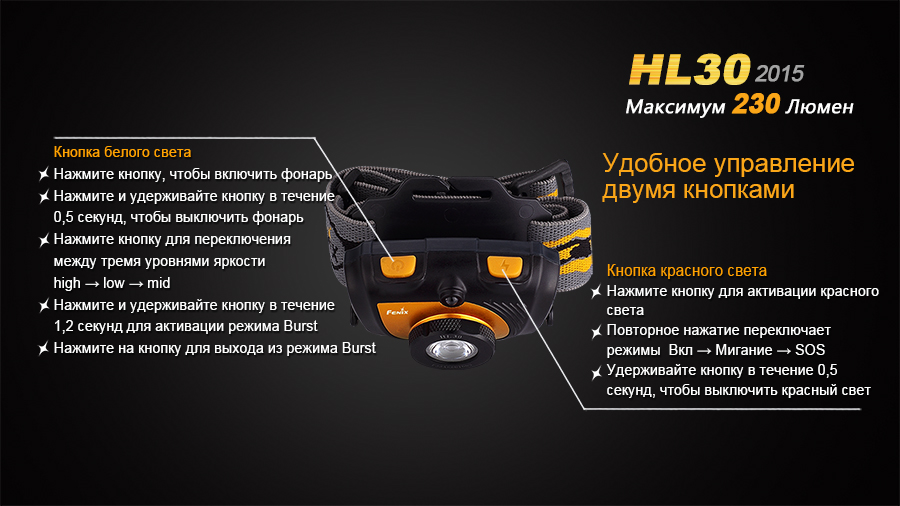 HL30 2015
Максимум 230 Люмен
Удобное управление
двумя кнопками
Кнопка белого света
Нажмите кнопку, чтобы включить фонарь
Нажмите и удерживайте кнопку в течение
0,5 секунд, чтобы выключить фонарь
Нажмите кнопку для переключения
между тремя уровнями яркости
high → low → mid
Нажмите и удерживайте кнопку в течение
1,2 секунд для активации режима Burst
Нажмите на кнопку для выхода из режима Burst
FENIX
HL30
Кнопка красного света
Нажмите кнопку для активации красного
света
Повторное нажатие переключает
режимы Вкл → Мигание → SOS
Удерживайте кнопку в течение 0,5
секунд, чтобы выключить красный свет